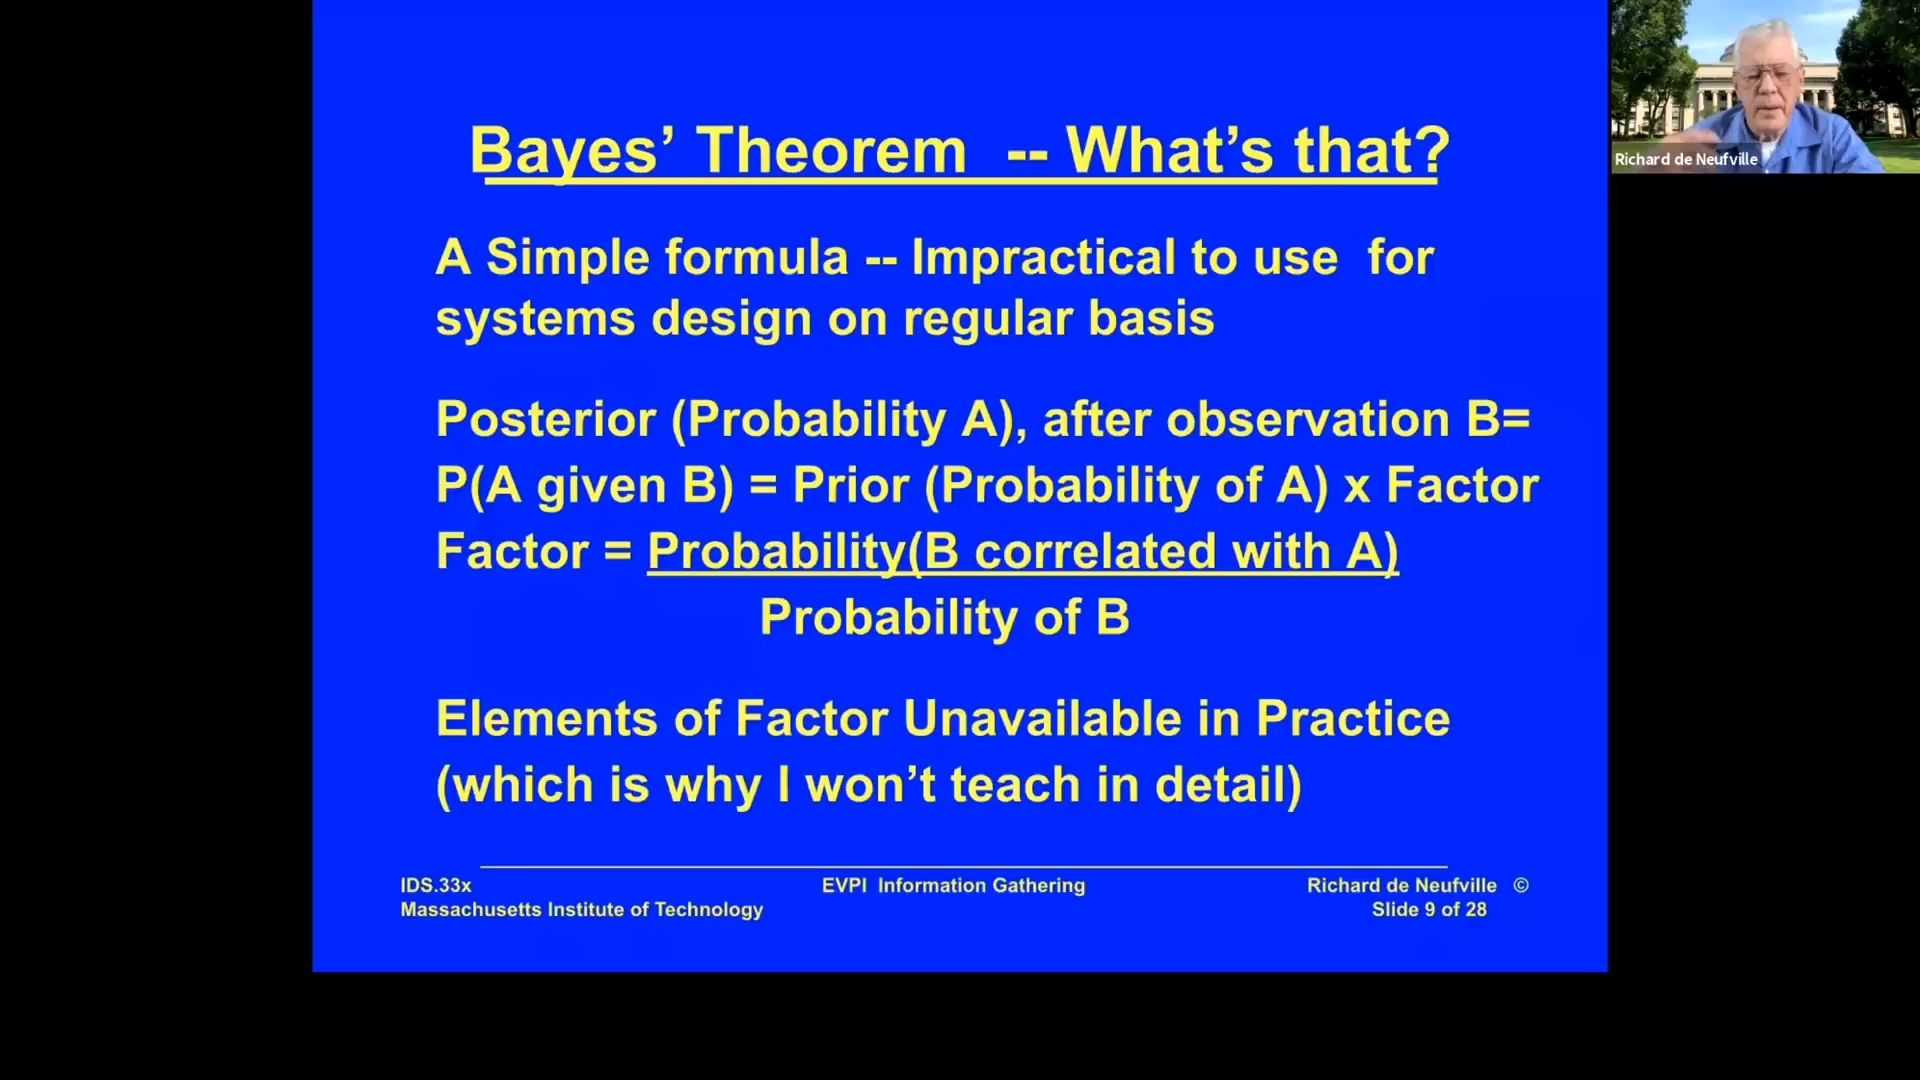 Bayes’ Theorem -- What’s that?
A Simple formula -- Impractical to use for
systems design on regular basis
Posterior (Probability A), after observation B=
P(A given B) = Prior (Probability of A) x Factor
Factor = Probability(B correlated with A)
Probability of B
Elements of Factor Unavailable in Practice
(which is why I won’t teach in detail)
IDS.33x EVPI Information Gathering Richard de Neufville ©
Massachusetts Institute of Technology Slide 9 of 28
Richard de Neufville